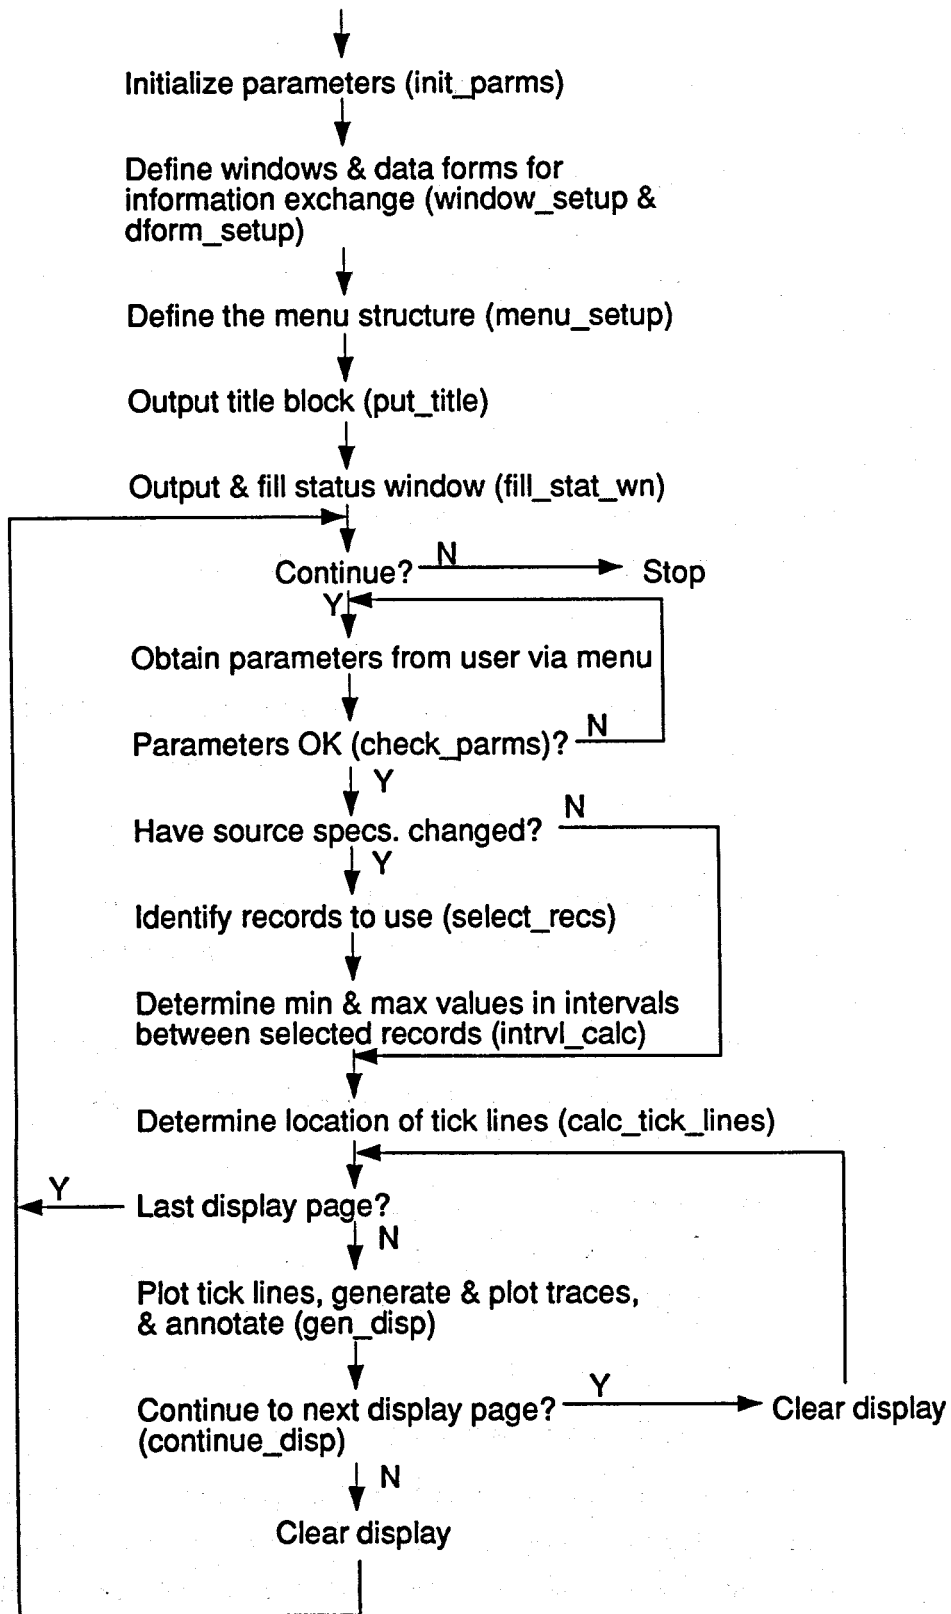 Initialize parameters (init_parms)
Define windows & data forms for
information exchange (window_setup &
dform_setup)
Define the menu structure (menu_setup)
Output title block (put_title)
Output & fill status window (fill_stat_wn)
Continue?
N
Stop
Y
Obtain parameters from user via menu
Parameters OK (check_parms)?
N
Y
Have source specs. changed?
N
Y
Identify records to use (select_recs)
Determine min & max values in intervals
between selected records (intrvl_calc)
Determine location of tick lines (calc_tick_lines)
Y
Last display page?
N
Plot tick lines, generate & plot traces,
& annotate (gen_disp)
Continue to next display page?
(continue_disp)
Y
Clear display
N
Clear display